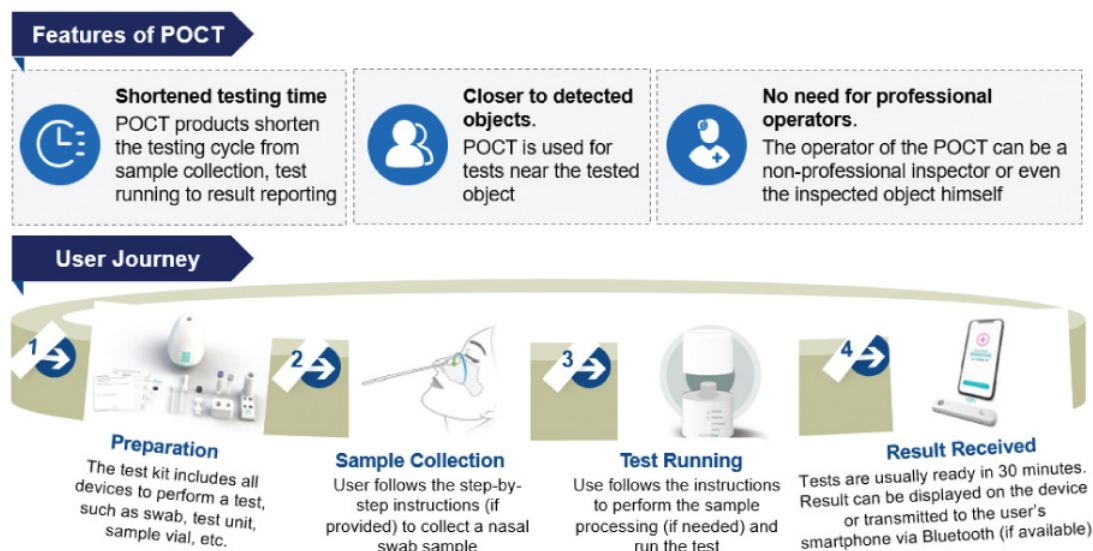 Features of POCT
Shortened testing time
POCT products shorten
the testing cycle from
sample collection, test
running to result reporting
Closer to detected
objects.
POCT is used for
tests near the tested
object
No need for professional
operators.
The operator of the POCT can be a
non-professional inspector or even
the inspected object himself
User Journey
1
Preparation
The test kit includes all
devices to perform a test,
such as swab, test unit,
sample vial, etc.
2
Sample Collection
User follows the step-by-
step instructions (if
provided) to collect a nasal
swab sample
3
Test Running
Use follows the instructions
to perform the sample
processing (if needed) and
run the test
4
Result Received
Tests are usually ready in 30 minutes.
Result can be displayed on the device
or transmitted to the user's
smartphone via Bluetooth (if available)